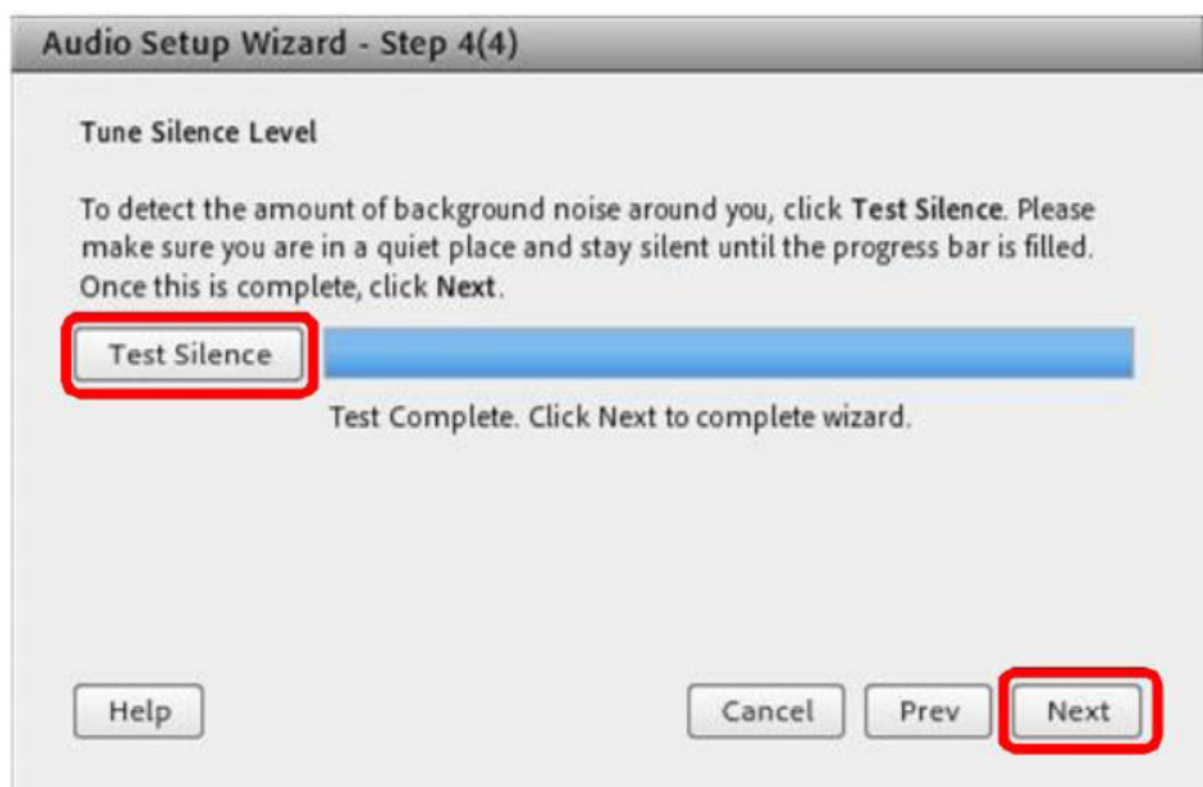 Audio Setup Wizard - Step 4(4)
Tune Silence Level
To detect the amount of background noise around you, click Test Silence. Please
make sure you are in a quiet place and stay silent until the progress bar is filled.
Once this is complete, click Next.
Test Silence
Test Complete. Click Next to complete wizard.
Help
Cancel
Prev
Next